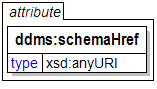 attribute
ddms:schemaHref
type xsd:anyURI